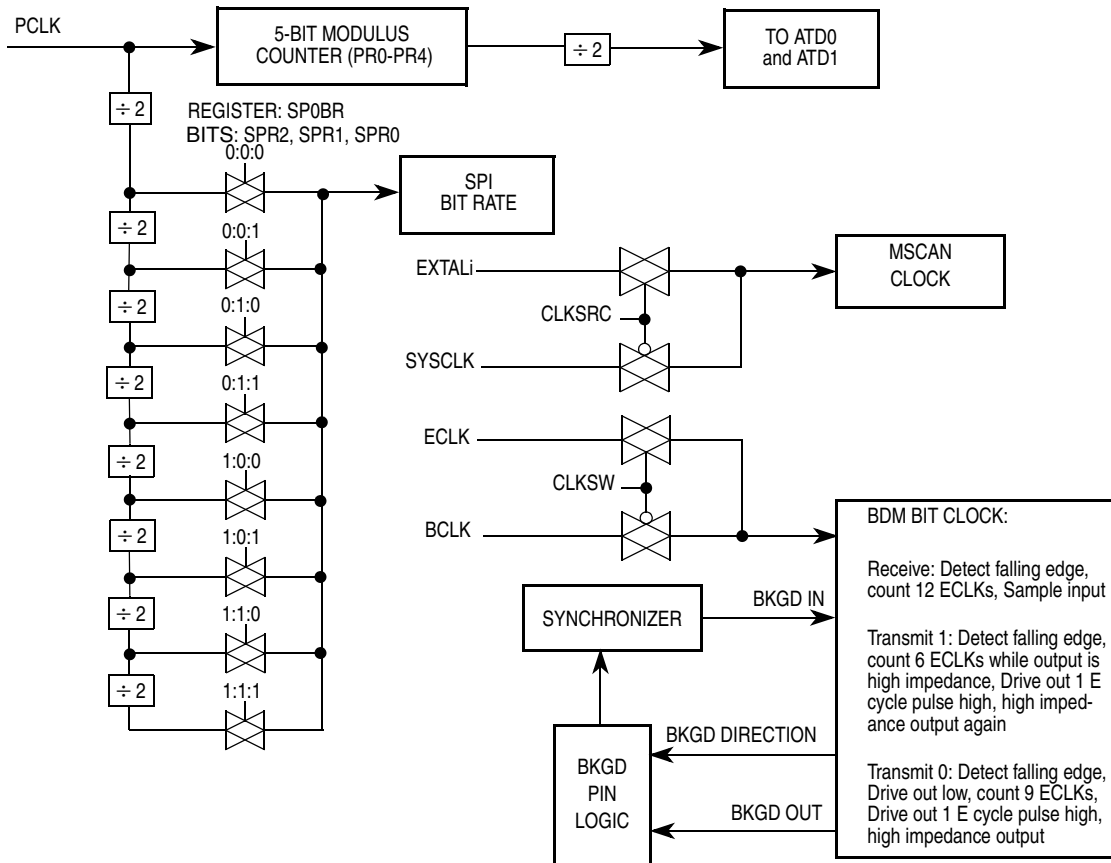 PCLK
5-BIT MODULUS
COUNTER (PR0-PR4)
÷ 2
TO ATD0
and ATD1
÷ 2
REGISTER: SP0BR
BITS: SPR2, SPR1, SPR0
0:0:0
SPI
BIT RATE
÷ 2
0:0:1
÷ 2
0:1:0
÷ 2
0:1:1
÷ 2
1:0:0
÷ 2
1:0:1
÷ 2
1:1:0
÷ 2
1:1:1
EXTALi
MSCAN
CLOCK
CLKSRC
SYSCLK
ECLK
CLKSW
BCLK
BDM BIT CLOCK:
Receive: Detect falling edge,
count 12 ECLKs, Sample input
Transmit 1: Detect falling edge,
count 6 ECLKs while output is
high impedance, Drive out 1 E
cycle pulse high, high imped-
ance output again
Transmit 0: Detect falling edge,
Drive out low, count 9 ECLKs,
Drive out 1 E cycle pulse high,
high impedance output
BKGD IN
SYNCHRONIZER
BKGD DIRECTION
BKGD
PIN
LOGIC
BKGD OUT